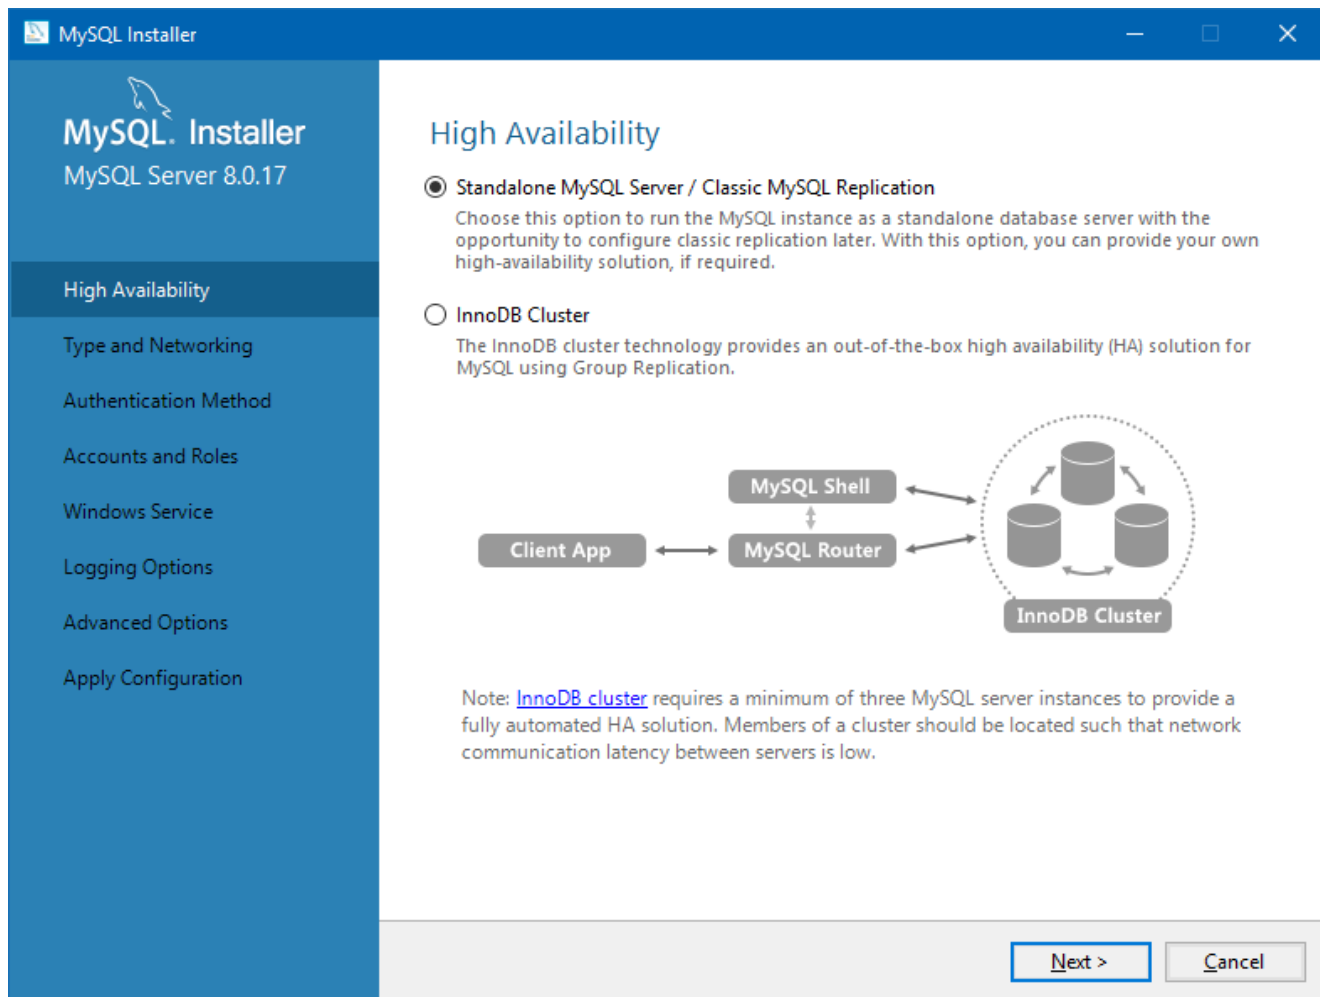 MySQL Installer
MySQL. Installer
MySQL Server 8.0.17
High Availability
Type and Networking
Authentication Method
Accounts and Roles
Windows Service
Logging Options
Advanced Options
Apply Configuration
High Availability
Standalone MySQL Server / Classic MySQL Replication
Choose this option to run the MySQL instance as a standalone database server with the
opportunity to configure classic replication later. With this option, you can provide your own
high-availability solution, if required.
InnoDB Cluster
The InnoDB cluster technology provides an out-of-the-box high availability (HA) solution for
MySQL using Group Replication.
MySQL Shell
Client App
MySQL Router
InnoDB Cluster
Note: InnoDB cluster requires a minimum of three MySQL server instances to provide a
fully automated HA solution. Members of a cluster should be located such that network
communication latency between servers is low.
Next >
Cancel